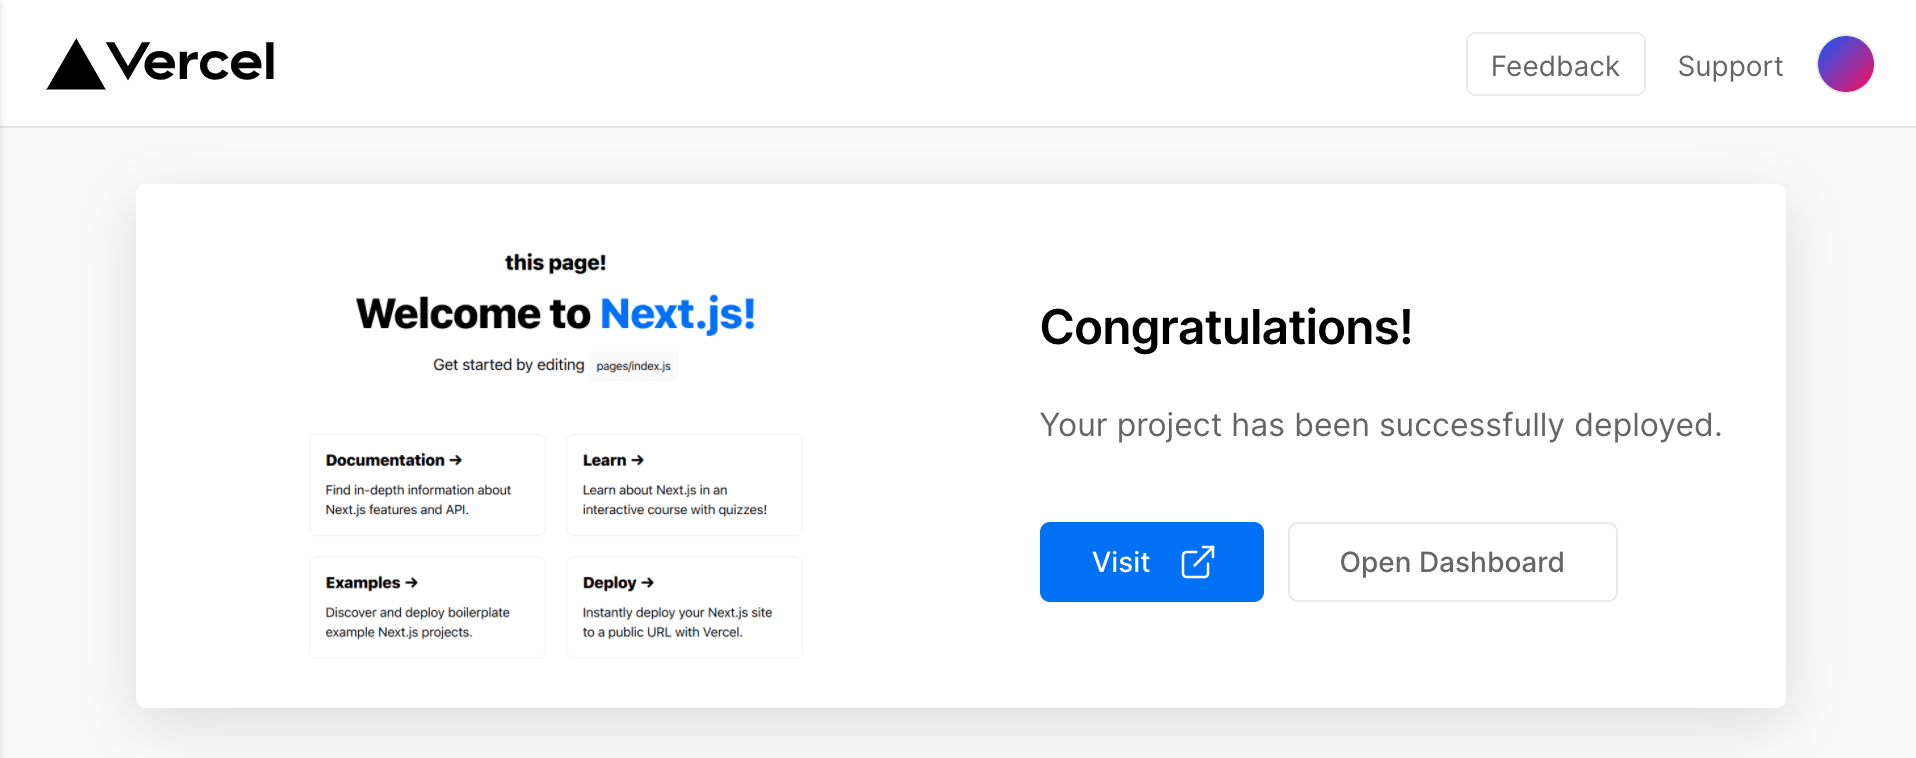 Vercel
Feedback
Support
this page!
Welcome to Next.js!
Get started by editing pages/index.js
Documentation →
Find in-depth information about
Next.js features and API.
Learn →
Learn about Next.js in an
interactive course with quizzes!
Examples →
Discover and deploy boilerplate
example Next.js projects.
Deploy →
Instantly deploy your Next.js site
to a public URL with Vercel.
Congratulations!
Your project has been successfully deployed.
Visit
Open Dashboard